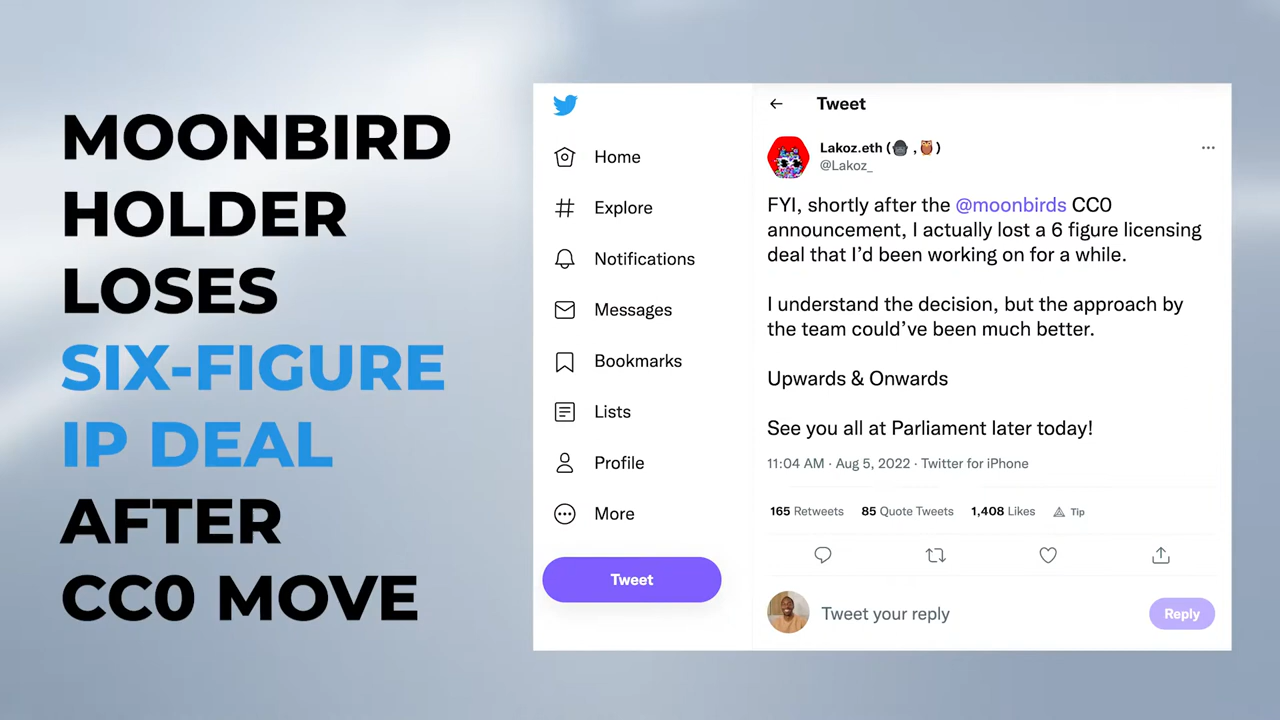 MOONBIRD
HOLDER
LOSES
SIX-FIGURE
IP DEAL
AFTER
CC0 MOVE
Home
Explore
Notifications
Messages
Bookmarks
Lists
Profile
More
Tweet
Tweet
Lakoz.eth ( , )
@Lakoz_
FYI, shortly after the @moonbirds CC0
announcement, I actually lost a 6 figure licensing
deal that I’d been working on for a while.
I understand the decision, but the approach by
the team could’ve been much better.
Upwards & Onwards
See you all at Parliament later today!
11:04 AM · Aug 5, 2022 · Twitter for iPhone
165 Retweets 85 Quote Tweets 1,408 Likes Tip
Tweet your reply
Reply